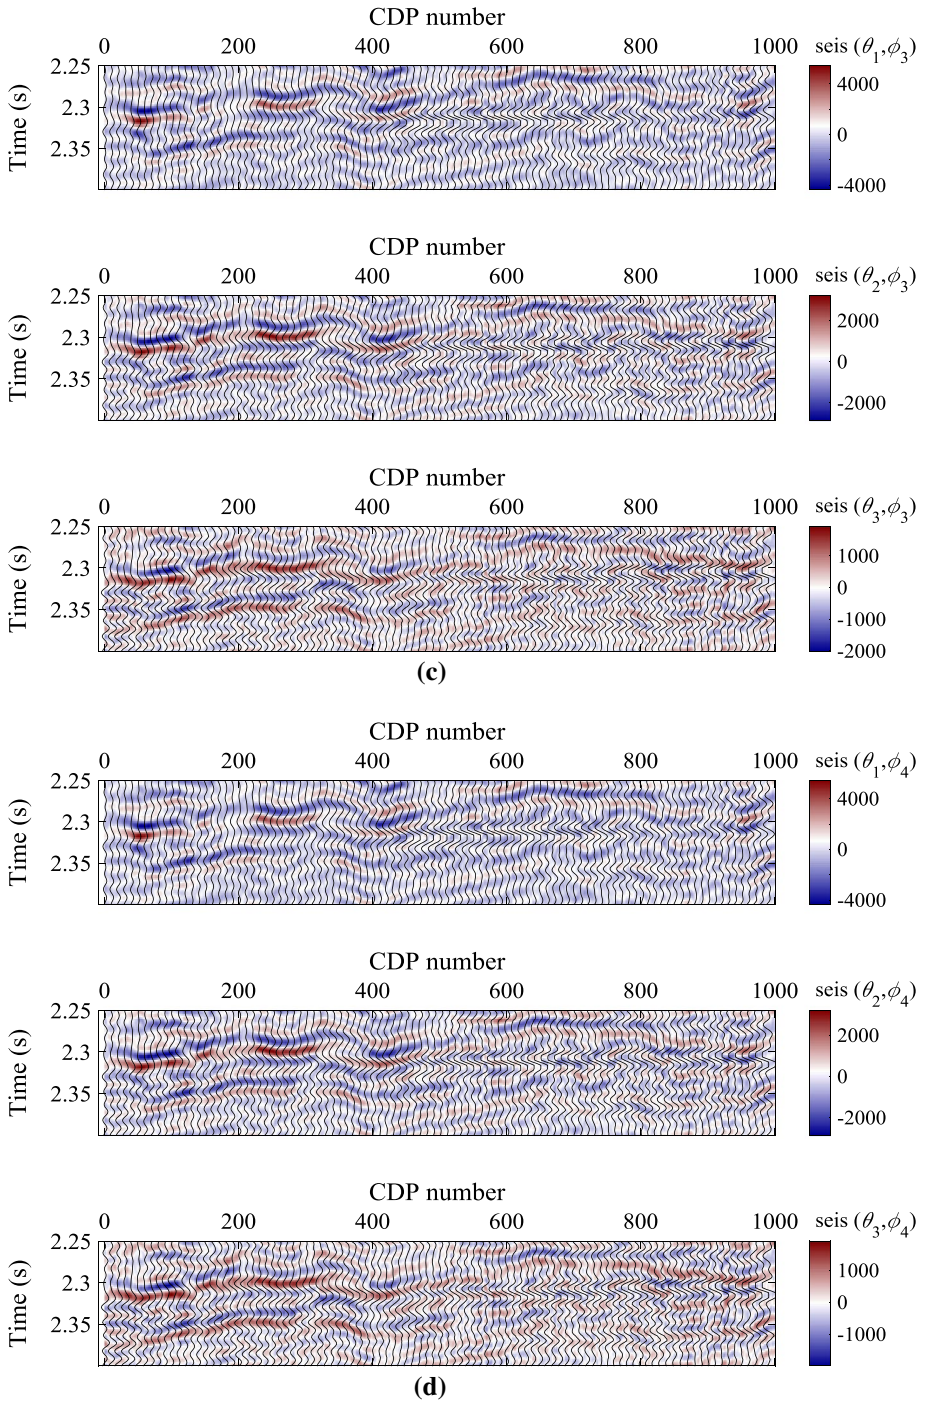 CDP number
0 200 400 600 800 1000 seis (θ1,ϕ3)
2.25
2.3
2.35
Time (s)
4000
0
-4000
CDP number
0 200 400 600 800 1000 seis (θ2,ϕ3)
2.25
2.3
2.35
Time (s)
2000
0
-2000
CDP number
0 200 400 600 800 1000 seis (θ3,ϕ3)
2.25
2.3
2.35
Time (s)
1000
0
-1000
-2000
(c)
CDP number
0 200 400 600 800 1000 seis (θ1,ϕ4)
2.25
2.3
2.35
Time (s)
4000
0
-4000
CDP number
0 200 400 600 800 1000 seis (θ2,ϕ4)
2.25
2.3
2.35
Time (s)
2000
0
-2000
CDP number
0 200 400 600 800 1000 seis (θ3,ϕ4)
2.25
2.3
2.35
Time (s)
1000
0
-1000
(d)